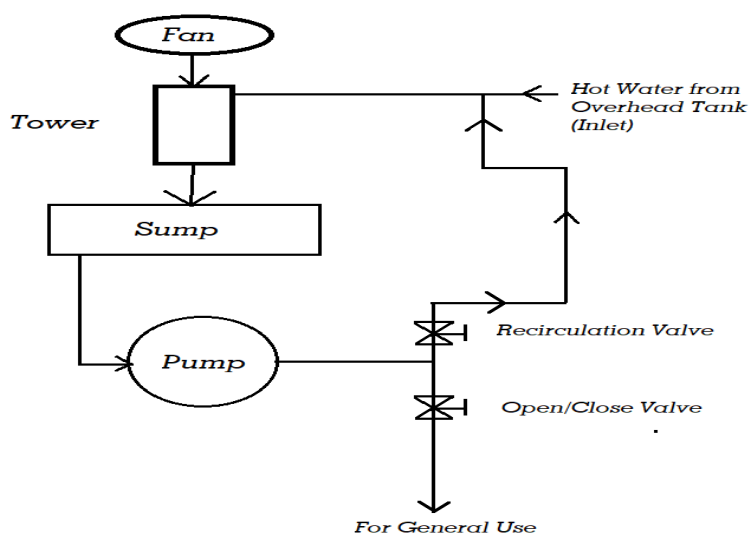 Fan
Hot Water from
Overhead Tank
(Inlet)
Tower
Sump
Recirculation Valve
Pump
Open/Close Valve
For General Use